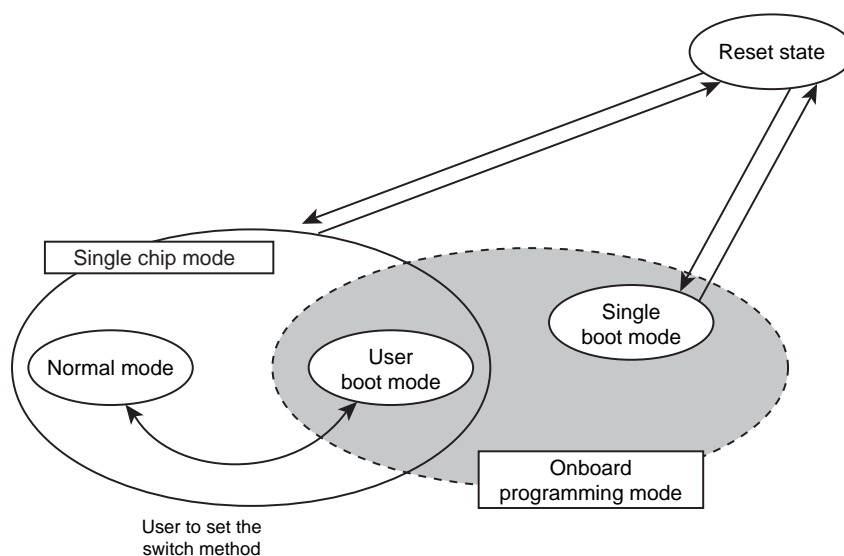 Reset state
Single chip mode
Single
boot mode
Normal mode
User
boot mode
Onboard
programming mode
User to set the
switch method